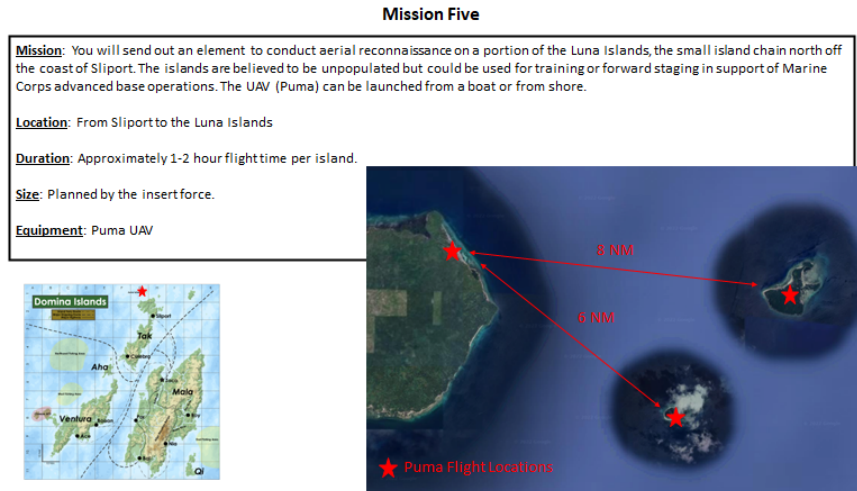 Mission Five
Mission: You will send out an element to conduct aerial reconnaissance on a portion of the Luna Islands, the small island chain north off
the coast of Sliport. The islands are believed to be unpopulated but could be used for training or forward staging in support of Marine
Corps advanced base operations. The UAV (Puma) can be launched from a boat or from shore.
Location: From Sliport to the Luna Islands
Duration: Approximately 1-2 hour flight time per island.
Size: Planned by the insert force.
Equipment: Puma UAV
8 NM
6 NM
Puma Flight Locations
Domina Islands
Sliport
Tak
Aha
Mala
Ventura
Qi